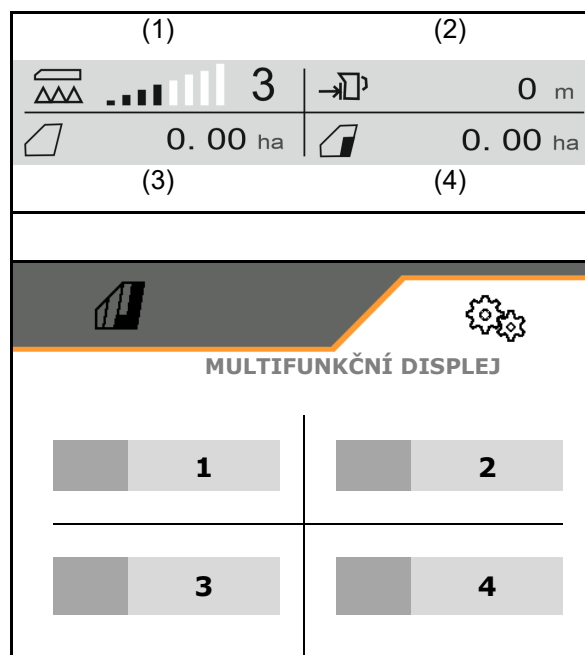 (1) (2)
3 0 m
0.00 ha 0.00 ha
(3) (4)
MULTIFUNKČNÍ DISPLEJ
1 2
3 4